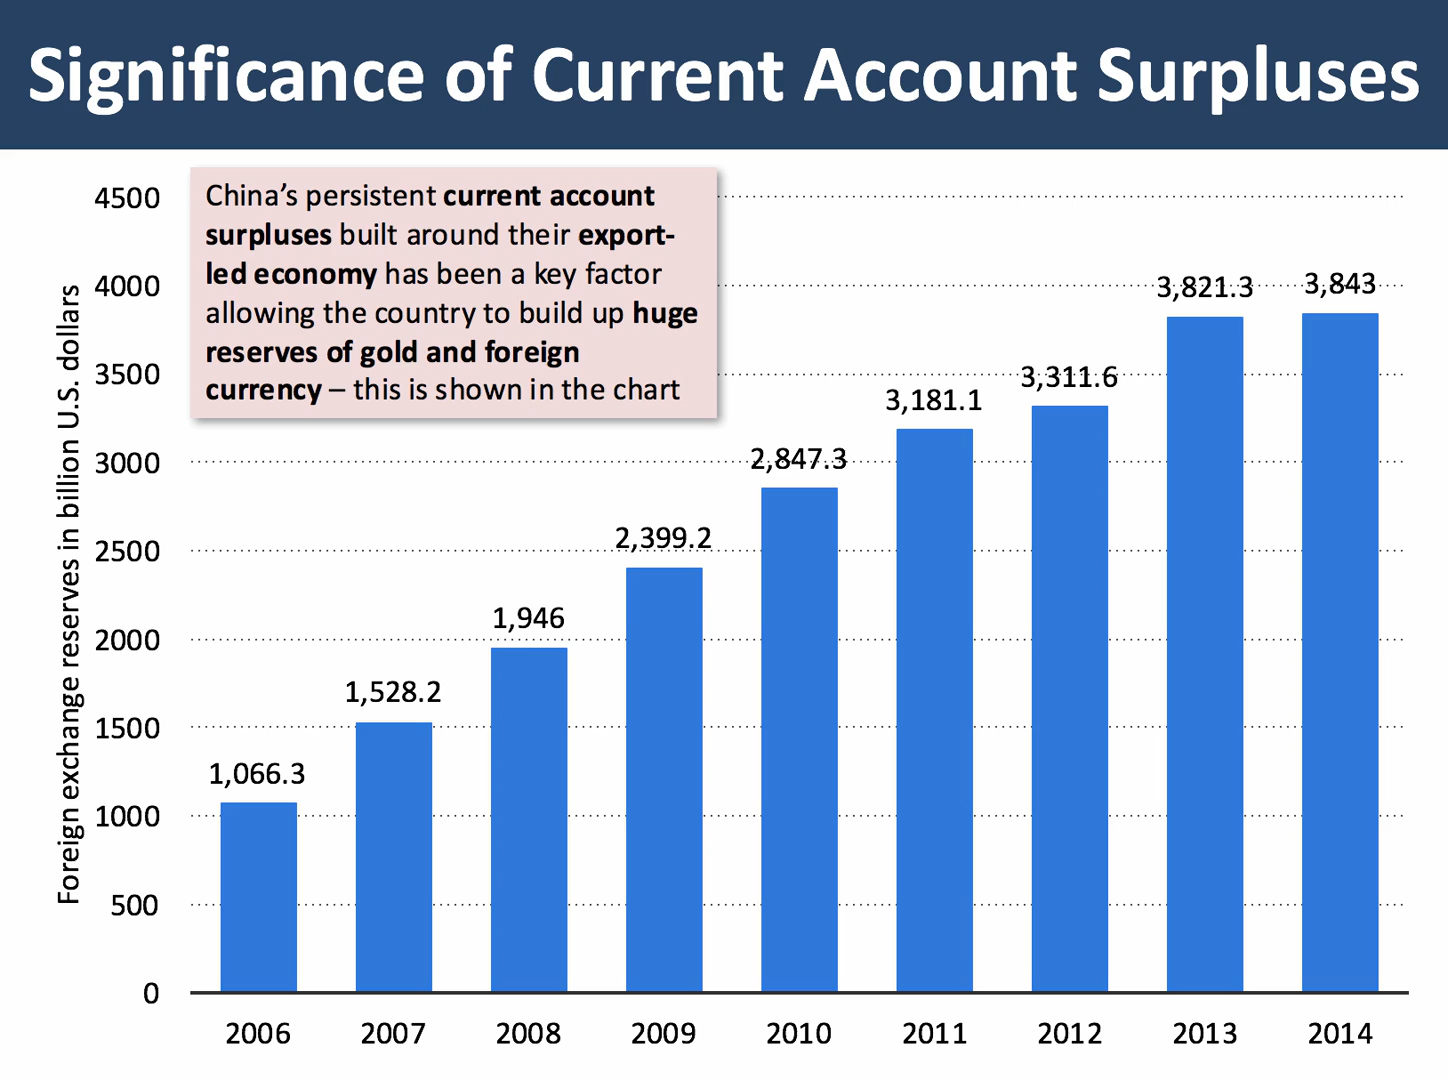 Significance of Current Account Surpluses
China's persistent current account
surpluses built around their export-
led economy has been a key factor
allowing the country to build up huge
reserves of gold and foreign
currency – this is shown in the chart
Foreign exchange reserves in billion U.S. dollars
4500
4000
3500
3000
2500
2000
1500
1000
500
0
1,066.3
1,528.2
1,946
2,399.2
2,847.3
3,181.1
3,311.6
3,821.3
3,843
2006 2007 2008 2009 2010 2011 2012 2013 2014